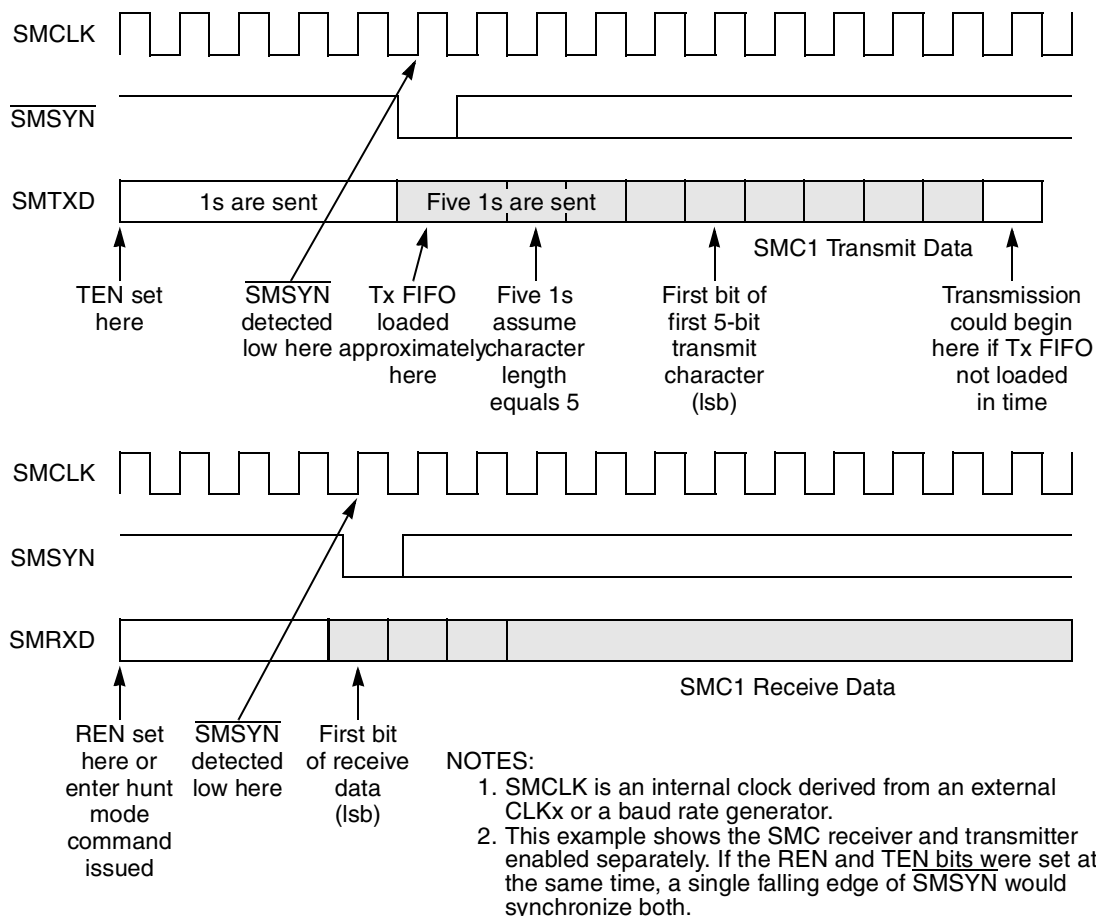 SMCLK
SMSYN
SMTXD
1s are sent
Five 1s are sent
SMC1 Transmit Data
TEN set
here
SMSYN
detected
low here
Tx FIFO
loaded
approximately
here
Five 1s
assume
character
length
equals 5
First bit of
first 5-bit
transmit
character
(lsb)
Transmission
could begin
here if Tx FIFO
not loaded
in time
SMCLK
SMSYN
SMRXD
SMC1 Receive Data
REN set
here or
enter hunt
mode
command
issued
SMSYN
detected
low here
First bit
of receive
data
(lsb)
NOTES:
1. SMCLK is an internal clock derived from an external
CLKx or a baud rate generator.
2. This example shows the SMC receiver and transmitter
enabled separately. If the REN and TEN bits were set at
the same time, a single falling edge of SMSYN would
synchronize both.